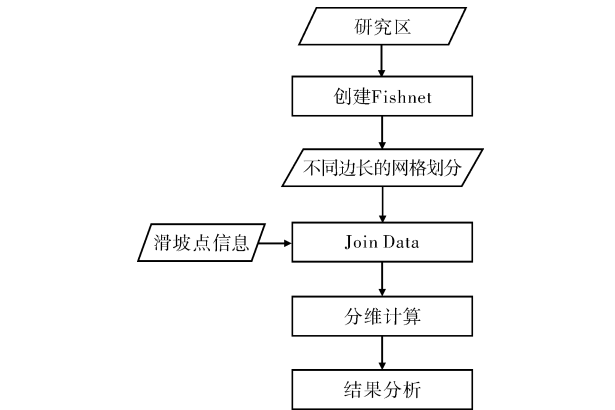 研究区
创建Fishnet
不同边长的网格划分
滑坡点信息
Join Data
分维计算
结果分析